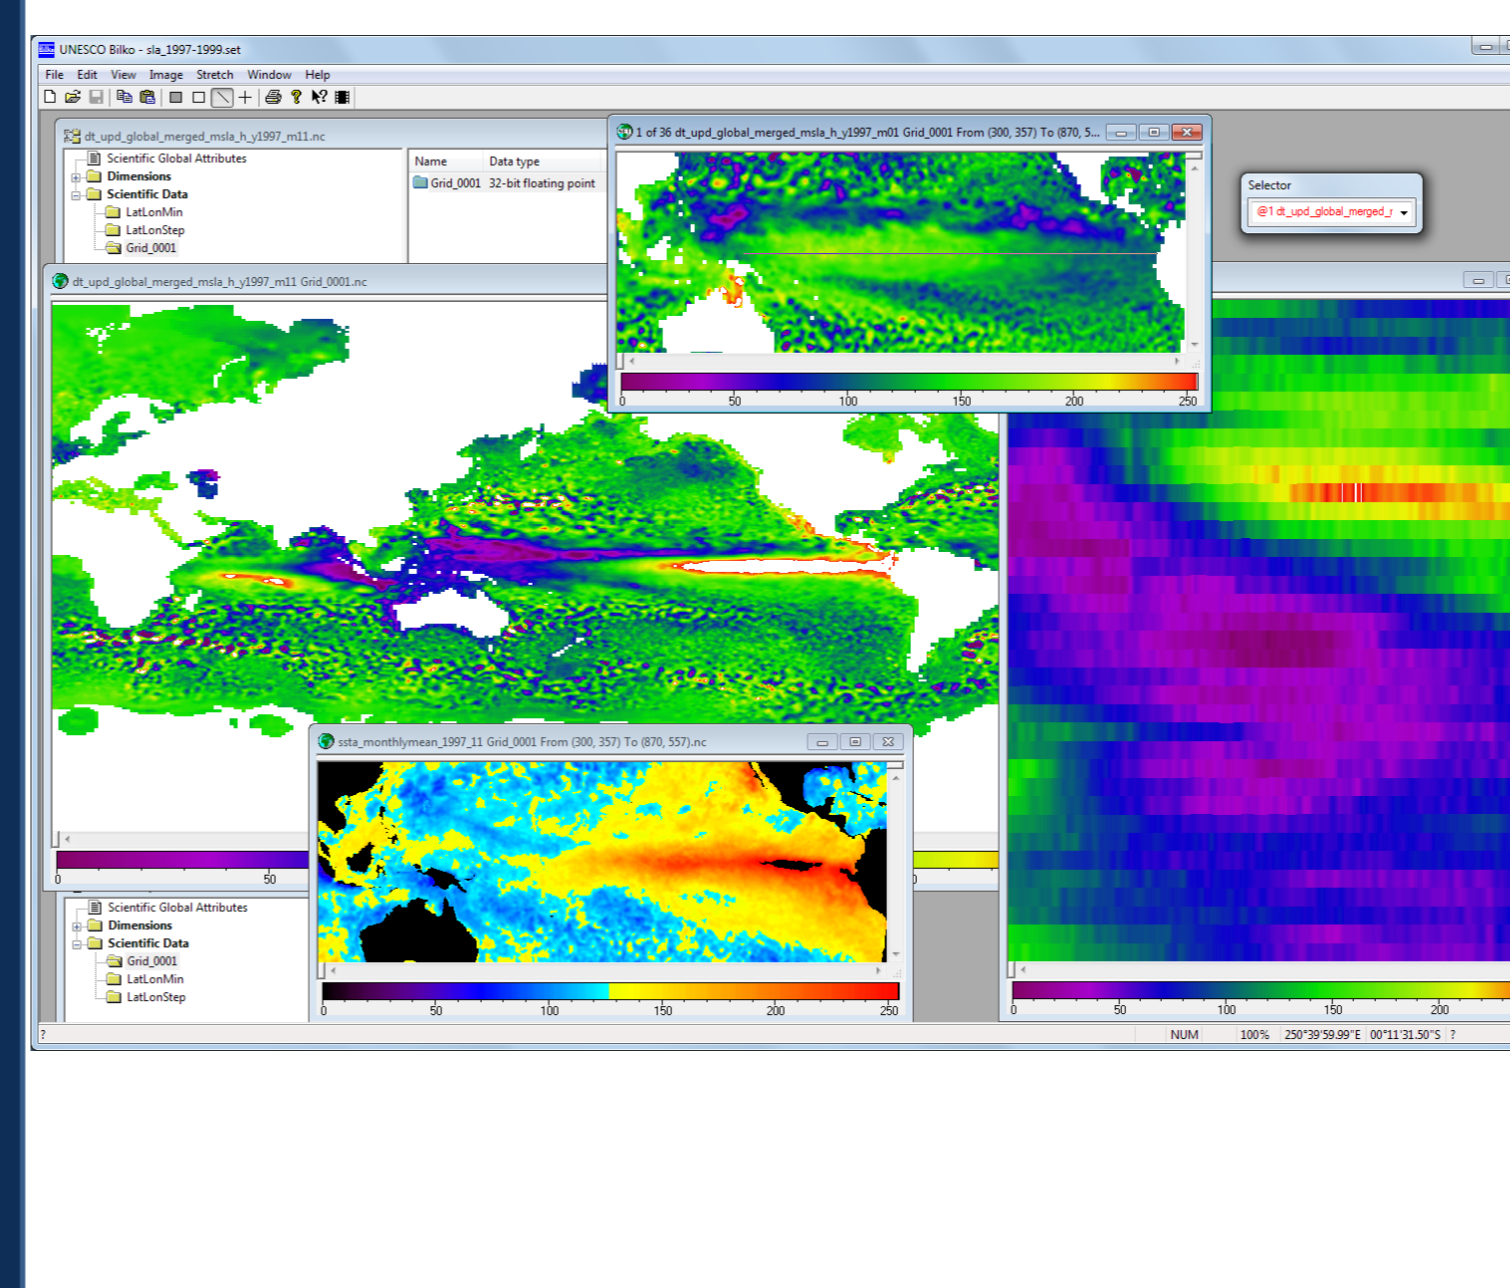 UNESCO Bilko - sla_1997-1999.set
File Edit View Image Stretch Window Help
dt_upd_global_merged_msla_h_y1997_m11.nc
Scientific Global Attributes
Dimensions
Scientific Data
LatLonMin
LatLonStep
Grid_0001
Name Data type
Grid_0001 32-bit floating point
1 of 36 dt_upd_global_merged_msla_h_y1997_m01 Grid_0001 From (300, 357) To (870, 5...
0 50 100 150 200 250
Selector
@1 dt_upd_global_merged_r
dt_upd_global_merged_msla_h_y1997_m11 Grid_0001.nc
0 50
ssta_monthlymean_1997_11 Grid_0001 From (300, 357) To (870, 557).nc
0 50 100 150 200 250
Scientific Global Attributes
Dimensions
Scientific Data
Grid_0001
LatLonMin
LatLonStep
0 50 100 150 200
? NUM 100% 250°39'59.99"E 00°11'31.50"S ?